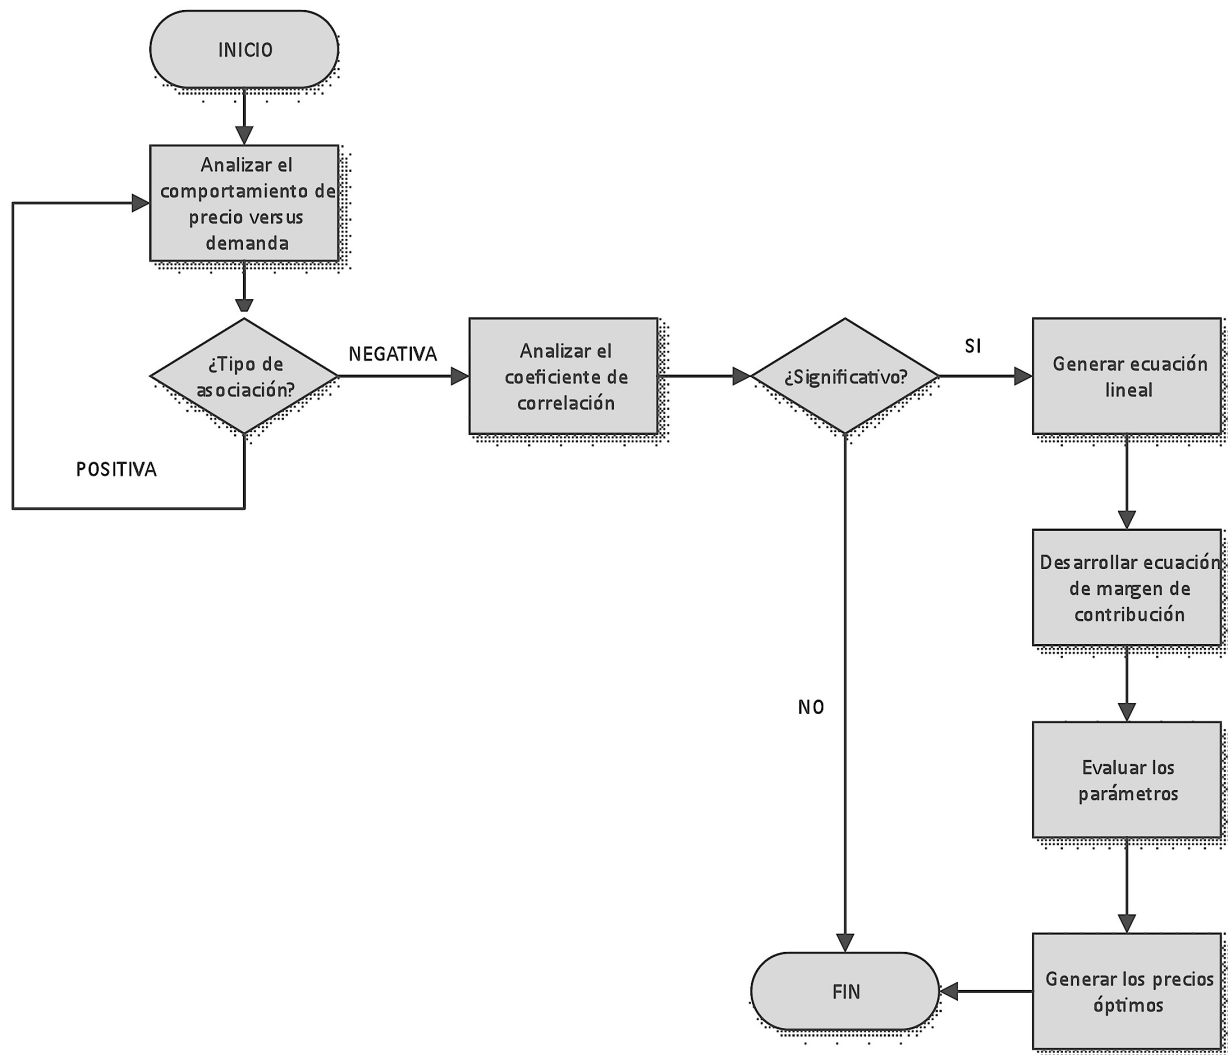 INICIO
Analizar el
comportamiento de
precio versus
demanda
¿Tipo de
asociación?
NEGATIVA
POSITIVA
Analizar el
coeficiente de
correlación
¿Significativo?
SI
NO
Generar ecuación
lineal
Desarrollar ecuación
de margen de
contribución
Evaluar los
parámetros
Generar los precios
óptimos
FIN